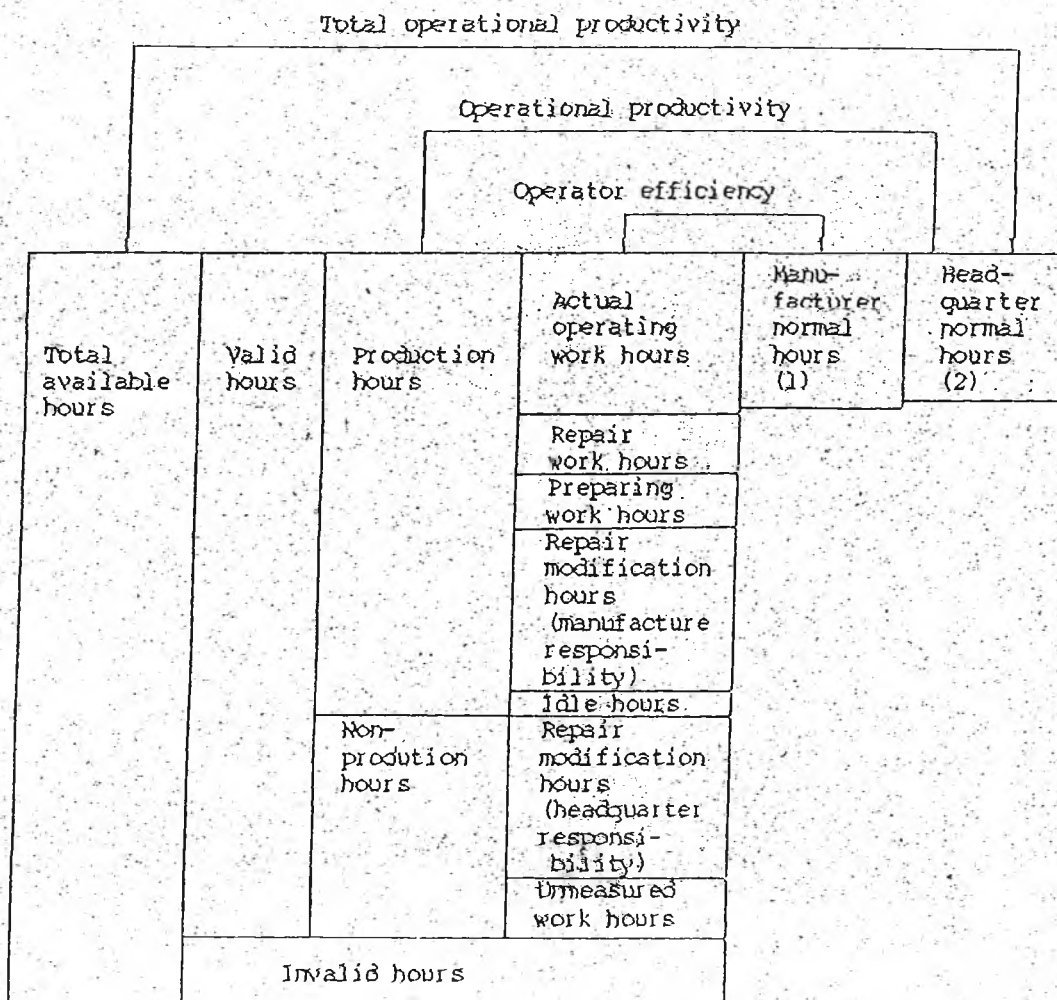 Total operational productivity
Operational productivity
Operator efficiency
Total
available
hours
Valid
hours
Production
hours
Actual
operating
work hours
Manu-
facturer
normal
hours
(1)
Head-
quarter
normal
hours
(2)
Repair
work hours
Preparing
work hours
Repair
modification
hours
(manufacture
responsi-
bility)
Idle hours
Non-
prodution
hours
Repair
modification
hours
(headquarter
responsi-
bility)
Unmeasured
work hours
Invalid hours